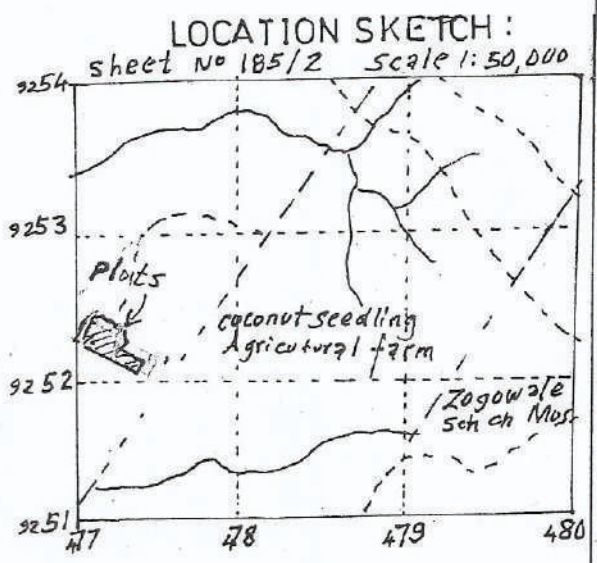 LOCATION SKETCH:
Sheet No 185/2 Scale 1:50,000
9254
9253
Plots
coconut seedling
Agricutural farm
9252
Zogowale
Sch ch Mos.
9251
477
478
479
480